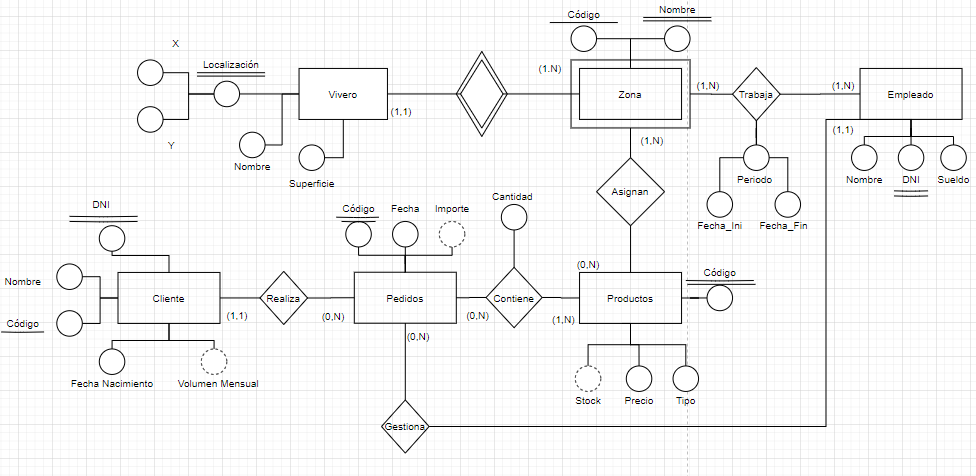 Código
Nombre
X
Localización
(1.N)
Vivero
Zona
(1,N)
Trabaja
(1,N)
Empleado
(1,1)
(1,1)
Y
Nombre
(1,N)
Superficie
Periodo
Nombre
DNI
Sueldo
Asignan
DNI
Código
Fecha
Importe
Cantidad
Fecha_Ini
Fecha_Fin
(0,N)
Código
Nombre
Cliente
Realiza
Pedidos
Contiene
Productos
Código
(1,1)
(0,N)
(0,N)
(1,N)
(0,N)
Fecha Nacimiento
Volumen Mensual
Stock
Precio
Tipo
Gestiona